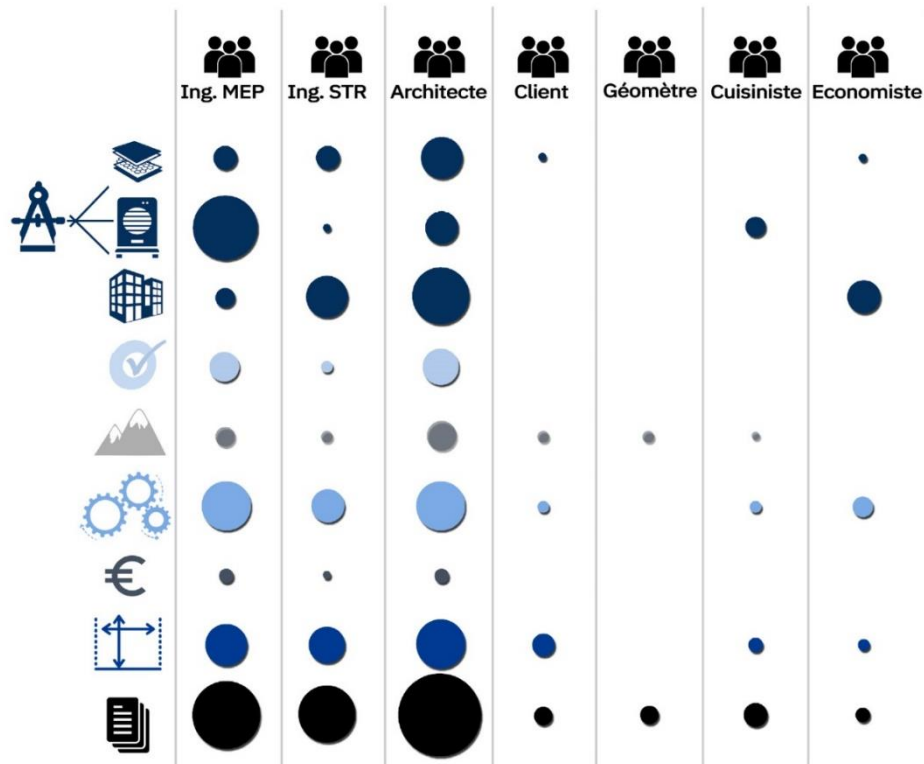 Ing. MEP
Ing. STR
Architecte
Client
Géomètre
Cuisiniste
Economiste
€